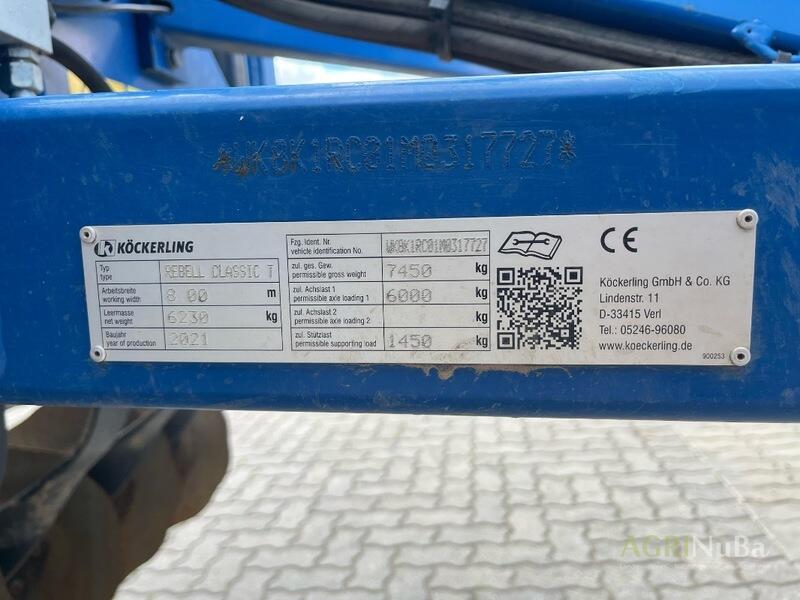 *WK8K1RC01M0317727*
KÖCKERLING
Typ
type
REBELL CLASSIC T
Arbeitsbreite
working width
8 00
m
Leermasse
net weight
6230
kg
Baujahr
year of production
2021
Fzg. Ident. Nr.
vehicle identification No.
WK8K1RC01M0317727
zul. ges. Gew.
permissible gross weight
7450
kg
zul. Achslast 1
permissible axle loading 1
6000
kg
zul. Achslast 2
permissible axle loading 2
kg
zul. Stützlast
permissible supporting load
1450
kg
CE
Köckerling GmbH & Co. KG
Lindenstr. 11
D-33415 Verl
Tel.: 05246-96080
www.koeckerling.de
900253
AGRINuBa